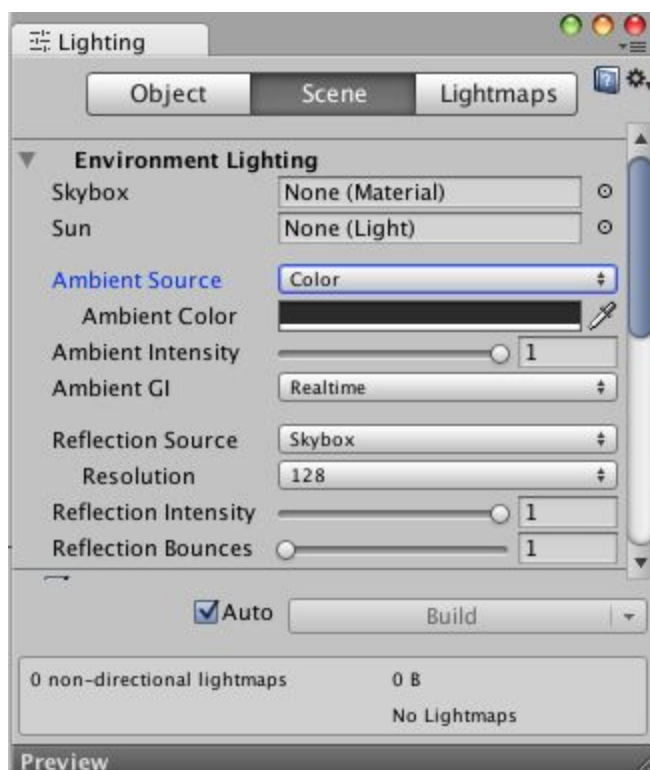 Lighting
Object Scene Lightmaps
Environment Lighting
Skybox None (Material)
Sun None (Light)
Ambient Source Color
Ambient Color
Ambient Intensity 1
Ambient GI Realtime
Reflection Source Skybox
Resolution 128
Reflection Intensity 1
Reflection Bounces 1
Auto Build
0 non-directional lightmaps 0 B
No Lightmaps
Preview